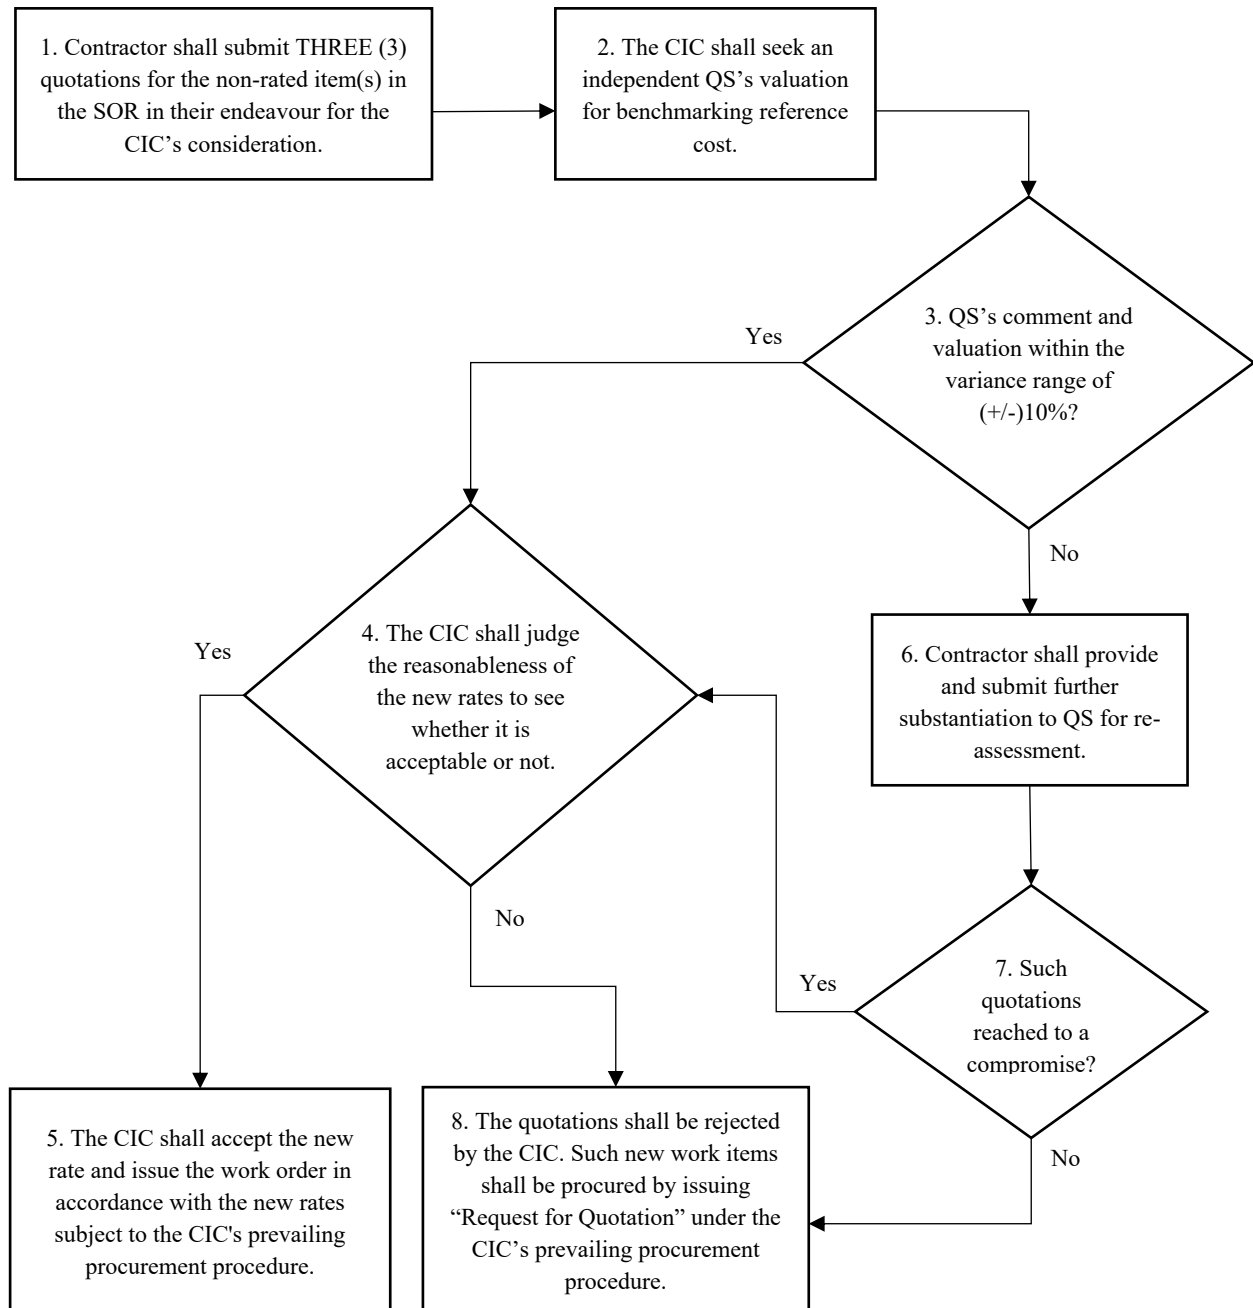 1. Contractor shall submit THREE (3)
quotations for the non-rated item(s) in
the SOR in their endeavour for the
CIC’s consideration.
2. The CIC shall seek an
independent QS’s valuation
for benchmarking reference
cost.
3. QS’s comment and
valuation within the
variance range of
(+/-)10%?
Yes
No
4. The CIC shall judge
the reasonableness of
the new rates to see
whether it is
acceptable or not.
Yes
No
6. Contractor shall provide
and submit further
substantiation to QS for re-
assessment.
7. Such
quotations
reached to a
compromise?
Yes
No
5. The CIC shall accept the new
rate and issue the work order in
accordance with the new rates
subject to the CIC's prevailing
procurement procedure.
8. The quotations shall be rejected
by the CIC. Such new work items
shall be procured by issuing
“Request for Quotation” under the
CIC’s prevailing procurement
procedure.